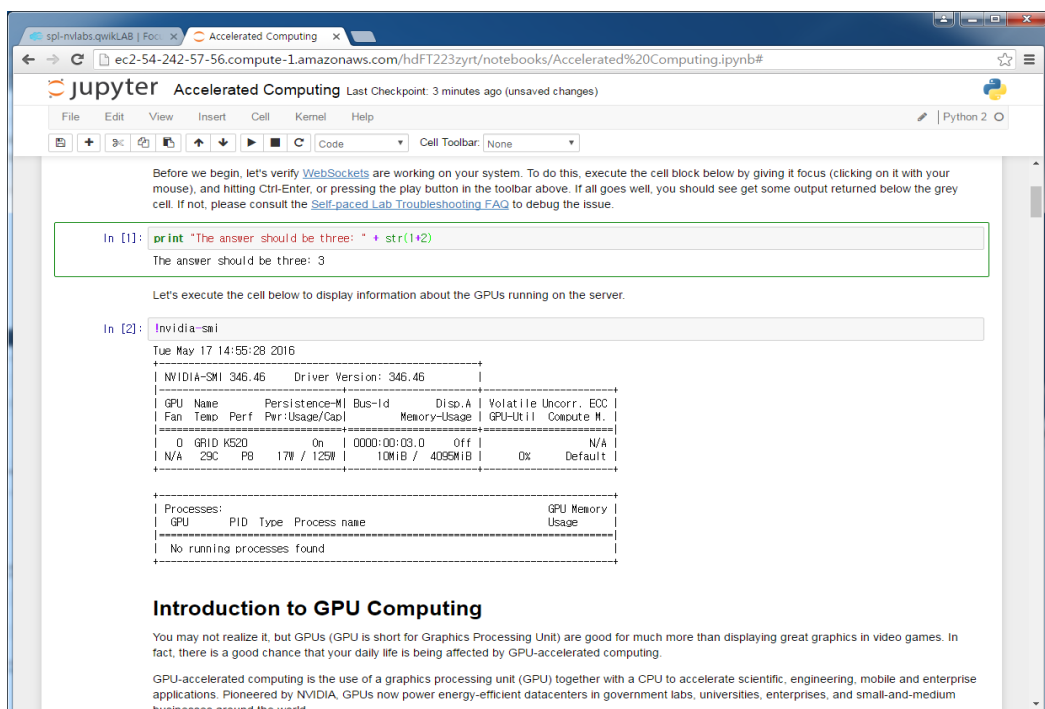 spl-nvlabs.qwikLAB | Foc
Accelerated Computing
ec2-54-242-57-56.compute-1.amazonaws.com/hdFT223zyrt/notebooks/Accelerated%20Computing.ipynb#
jupyter Accelerated Computing Last Checkpoint: 3 minutes ago (unsaved changes)
File Edit View Insert Cell Kernel Help Python 2
Code Cell Toolbar: None
Before we begin, let's verify WebSockets are working on your system. To do this, execute the cell block below by giving it focus (clicking on it with your
mouse), and hitting Ctrl-Enter, or pressing the play button in the toolbar above. If all goes well, you should see get some output returned below the grey
cell. If not, please consult the Self-paced Lab Troubleshooting FAQ to debug the issue.
In [1]: print "The answer should be three: " + str(1+2)
The answer should be three: 3
Let's execute the cell below to display information about the GPUs running on the server.
In [2]: !nvidia-smi
Tue May 17 14:55:28 2016
+------------------------------------------------------+
| NVIDIA-SMI 346.46     Driver Version: 346.46         |
|-------------------------------+----------------------+----------------------+
| GPU  Name        Persistence-M| Bus-Id        Disp.A | Volatile Uncorr. ECC |
| Fan  Temp  Perf  Pwr:Usage/Cap|         Memory-Usage | GPU-Util  Compute M. |
|===============================+======================+======================|
|   0  GRID K520           On   | 0000:00:03.0     Off |                  N/A |
| N/A   29C    P8    17W / 125W |     10MiB /  4095MiB |      0%      Default |
+-------------------------------+----------------------+----------------------+
+-----------------------------------------------------------------------------+
| Processes:                                                       GPU Memory |
|  GPU       PID  Type  Process name                               Usage      |
|=============================================================================|
|  No running processes found                                                 |
+-----------------------------------------------------------------------------+
Introduction to GPU Computing
You may not realize it, but GPUs (GPU is short for Graphics Processing Unit) are good for much more than displaying great graphics in video games. In
fact, there is a good chance that your daily life is being affected by GPU-accelerated computing.
GPU-accelerated computing is the use of a graphics processing unit (GPU) together with a CPU to accelerate scientific, engineering, mobile and enterprise
applications. Pioneered by NVIDIA, GPUs now power energy-efficient datacenters in government labs, universities, enterprises, and small-and-medium
businesses around the world.